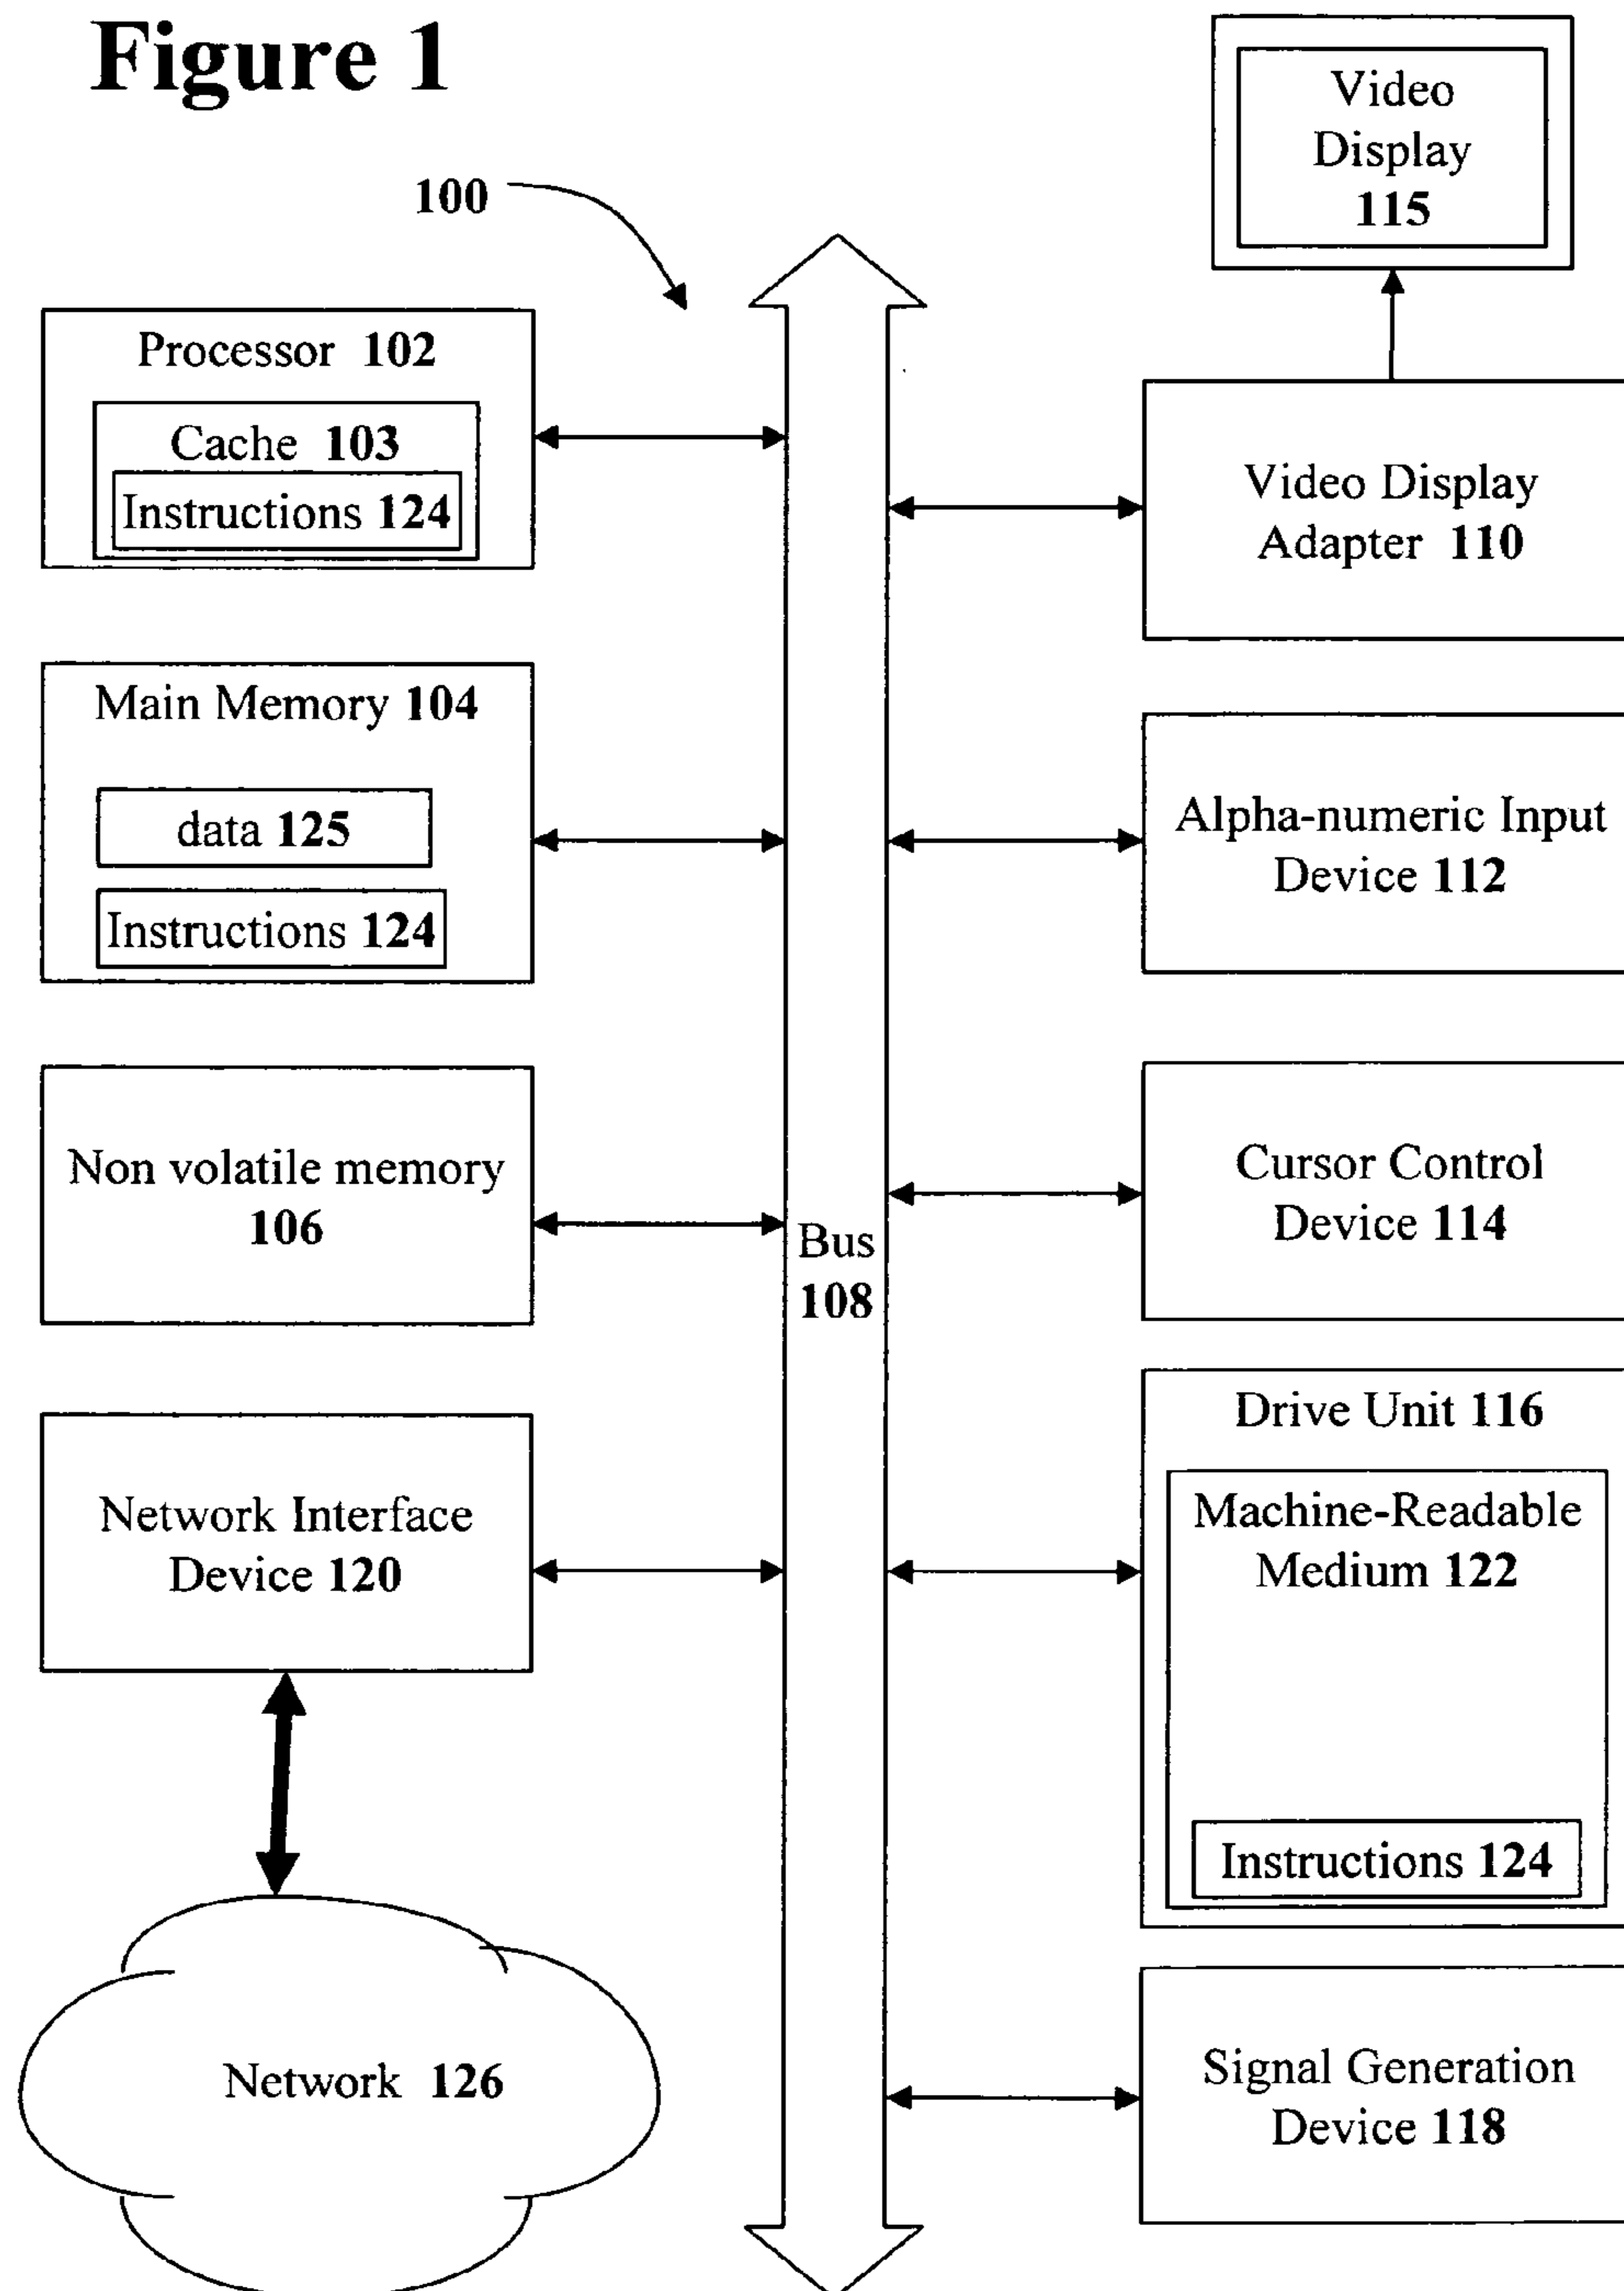 Figure 1
100
Video
Display
115
Processor 102
Cache 103
Instructions 124
Video Display
Adapter 110
Main Memory 104
data 125
Instructions 124
Alpha-numeric Input
Device 112
Non volatile memory
106
Bus
108
Cursor Control
Device 114
Network Interface
Device 120
Drive Unit 116
Machine-Readable
Medium 122
Instructions 124
Network 126
Signal Generation
Device 118